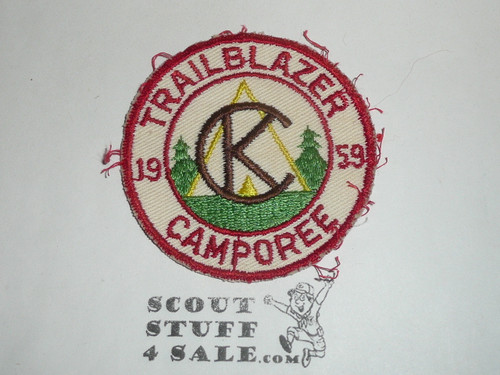 TRAILBLAZER
19 59
CK
CAMPOREE
SCOUT
STUFF
4 SALE.com